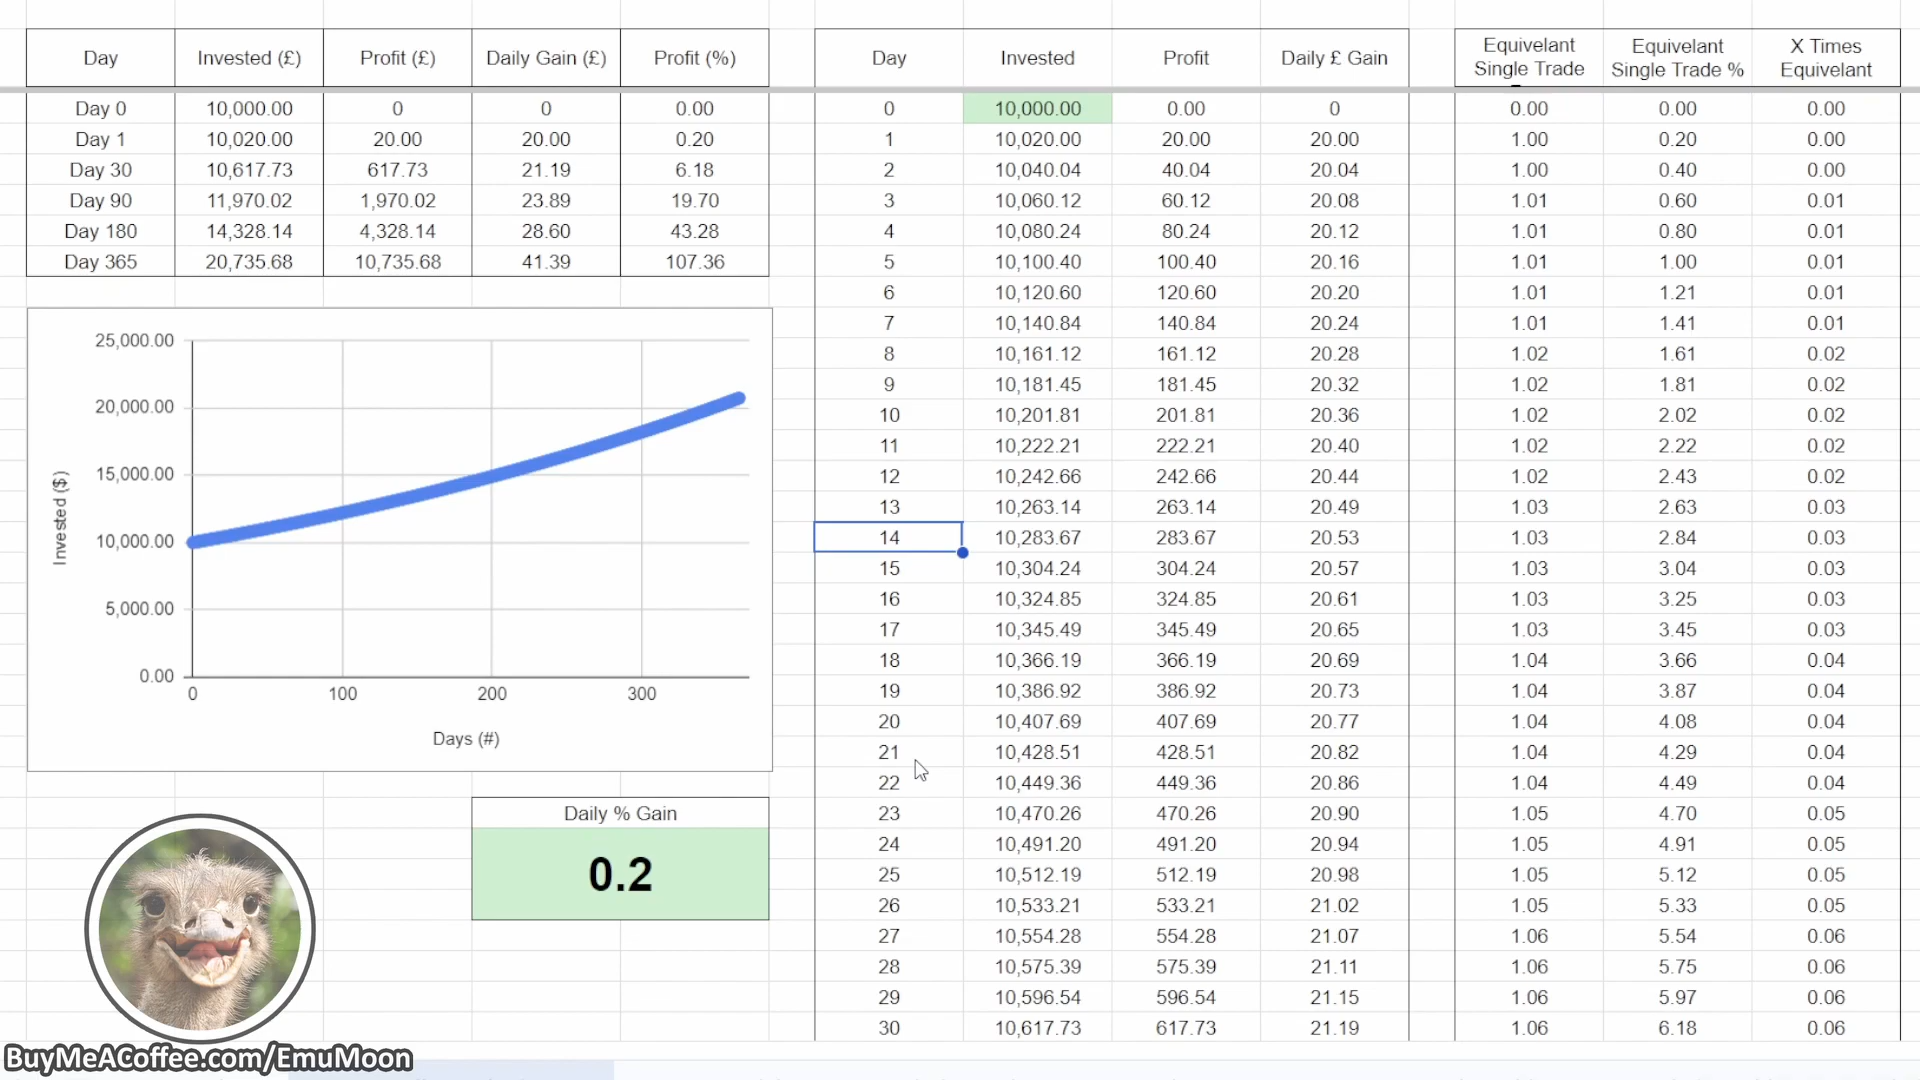 Day Invested (£) Profit (£) Daily Gain (£) Profit (%)
Day 0 10,000.00 0 0 0.00
Day 1 10,020.00 20.00 20.00 0.20
Day 30 10,617.73 617.73 21.19 6.18
Day 90 11,970.02 1,970.02 23.89 19.70
Day 180 14,328.14 4,328.14 28.60 43.28
Day 365 20,735.68 10,735.68 41.39 107.36
25,000.00
20,000.00
15,000.00
10,000.00
5,000.00
0.00
Invested ($)
0 100 200 300
Days (#)
Daily % Gain
0.2
BuyMeACoffee.com/EmuMoon
Day Invested Profit Daily £ Gain
0 10,000.00 0.00 0
1 10,020.00 20.00 20.00
2 10,040.04 40.04 20.04
3 10,060.12 60.12 20.08
4 10,080.24 80.24 20.12
5 10,100.40 100.40 20.16
6 10,120.60 120.60 20.20
7 10,140.84 140.84 20.24
8 10,161.12 161.12 20.28
9 10,181.45 181.45 20.32
10 10,201.81 201.81 20.36
11 10,222.21 222.21 20.40
12 10,242.66 242.66 20.44
13 10,263.14 263.14 20.49
14 10,283.67 283.67 20.53
15 10,304.24 304.24 20.57
16 10,324.85 324.85 20.61
17 10,345.49 345.49 20.65
18 10,366.19 366.19 20.69
19 10,386.92 386.92 20.73
20 10,407.69 407.69 20.77
21 10,428.51 428.51 20.82
22 10,449.36 449.36 20.86
23 10,470.26 470.26 20.90
24 10,491.20 491.20 20.94
25 10,512.19 512.19 20.98
26 10,533.21 533.21 21.02
27 10,554.28 554.28 21.07
28 10,575.39 575.39 21.11
29 10,596.54 596.54 21.15
30 10,617.73 617.73 21.19
Equivelant Equivelant X Times
Single Trade Single Trade % Equivelant
0.00 0.00 0.00
1.00 0.20 0.00
1.00 0.40 0.00
1.01 0.60 0.01
1.01 0.80 0.01
1.01 1.00 0.01
1.01 1.21 0.01
1.01 1.41 0.01
1.02 1.61 0.02
1.02 1.81 0.02
1.02 2.02 0.02
1.02 2.22 0.02
1.02 2.43 0.02
1.03 2.63 0.03
1.03 2.84 0.03
1.03 3.04 0.03
1.03 3.25 0.03
1.03 3.45 0.03
1.04 3.66 0.04
1.04 3.87 0.04
1.04 4.08 0.04
1.04 4.29 0.04
1.04 4.49 0.04
1.05 4.70 0.05
1.05 4.91 0.05
1.05 5.12 0.05
1.05 5.33 0.05
1.06 5.54 0.06
1.06 5.75 0.06
1.06 5.97 0.06
1.06 6.18 0.06